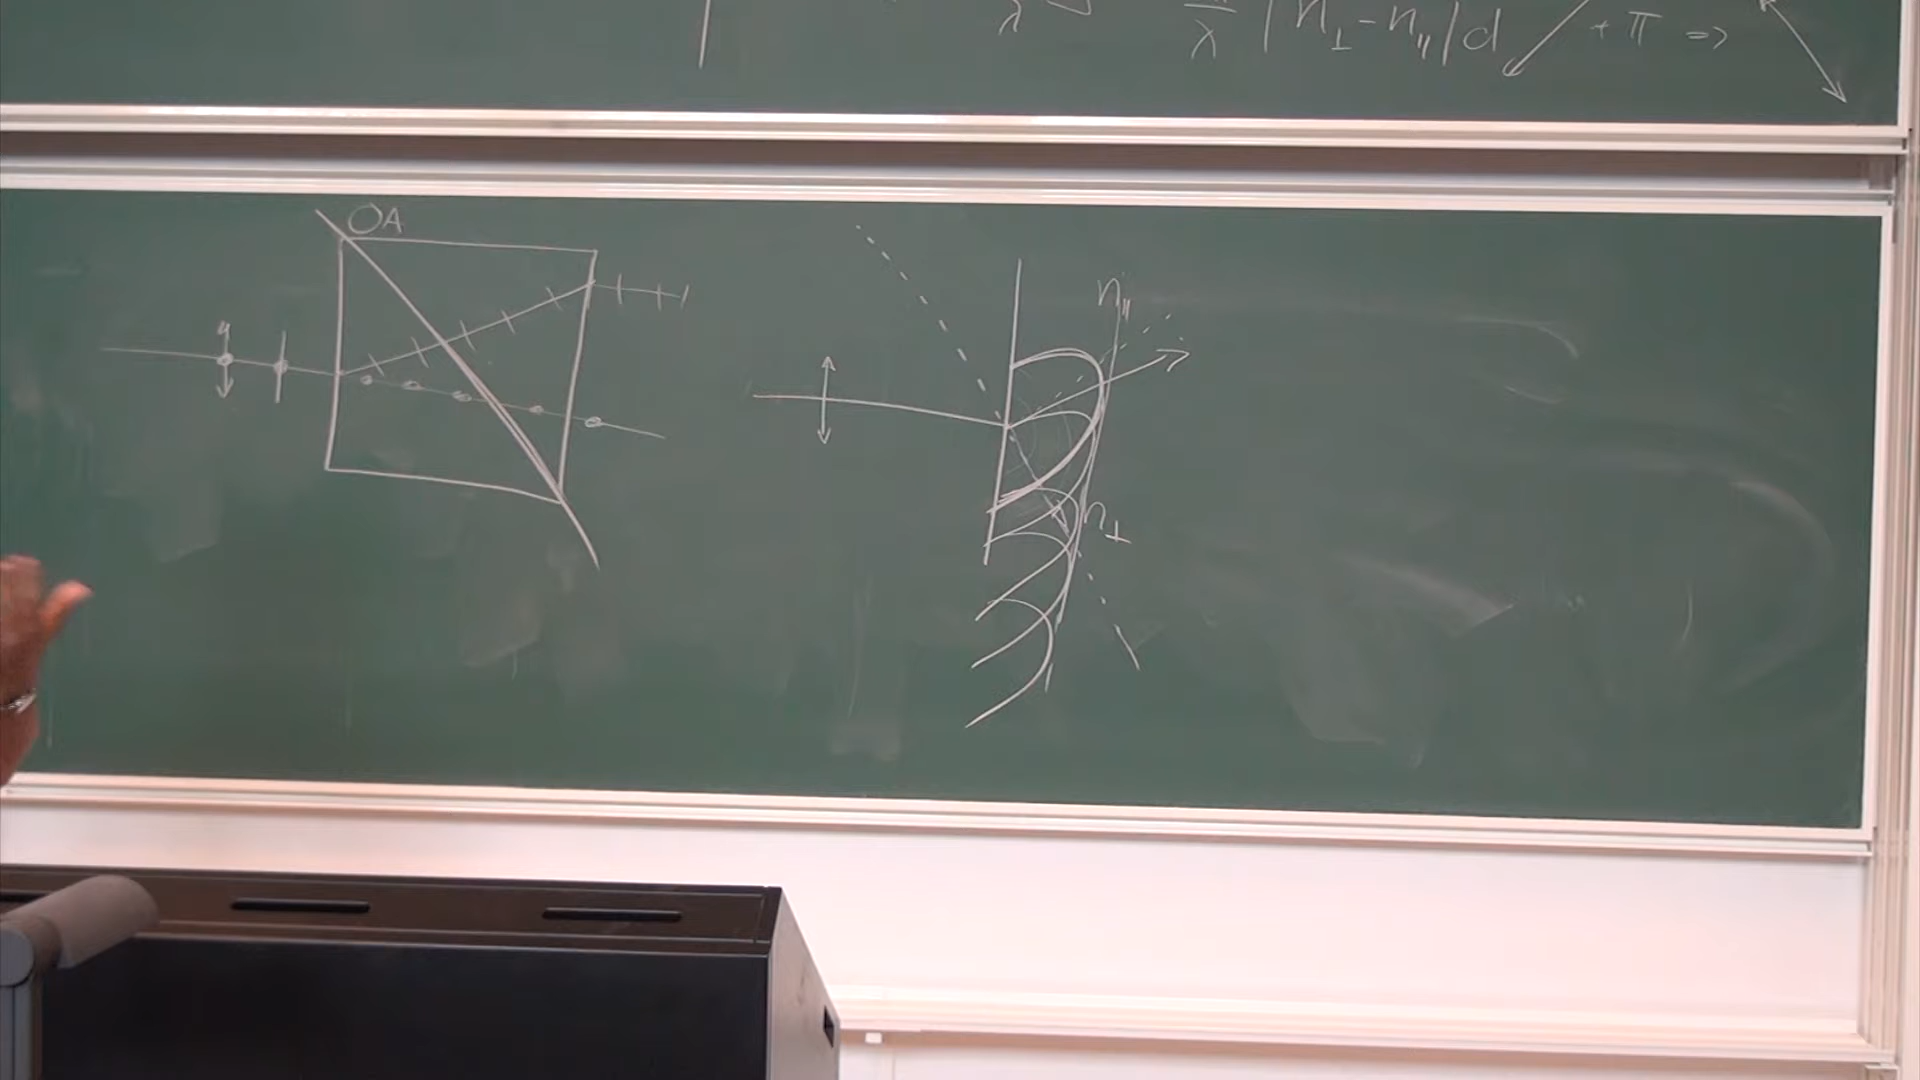 λ
λ |n⊥ - n∥| d + π =>
OA
n∥
n⊥